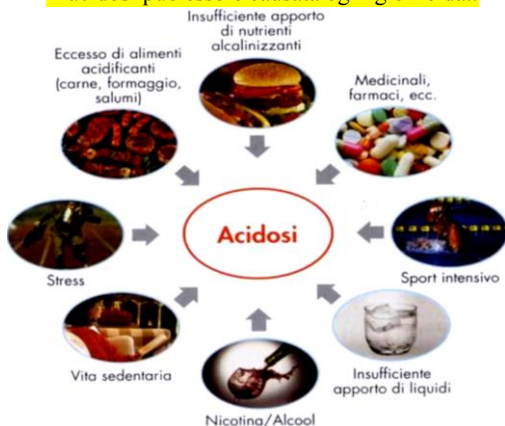 Insufficiente apporto
di nutrienti
alcalinizzanti
Eccesso di alimenti
acidificanti
(carne, formaggio,
salumi)
Medicinali,
farmaci, ecc.
Acidosi
Stress
Sport intensivo
Vita sedentaria
Insufficiente
apporto di liquidi
Nicotina/Alcool